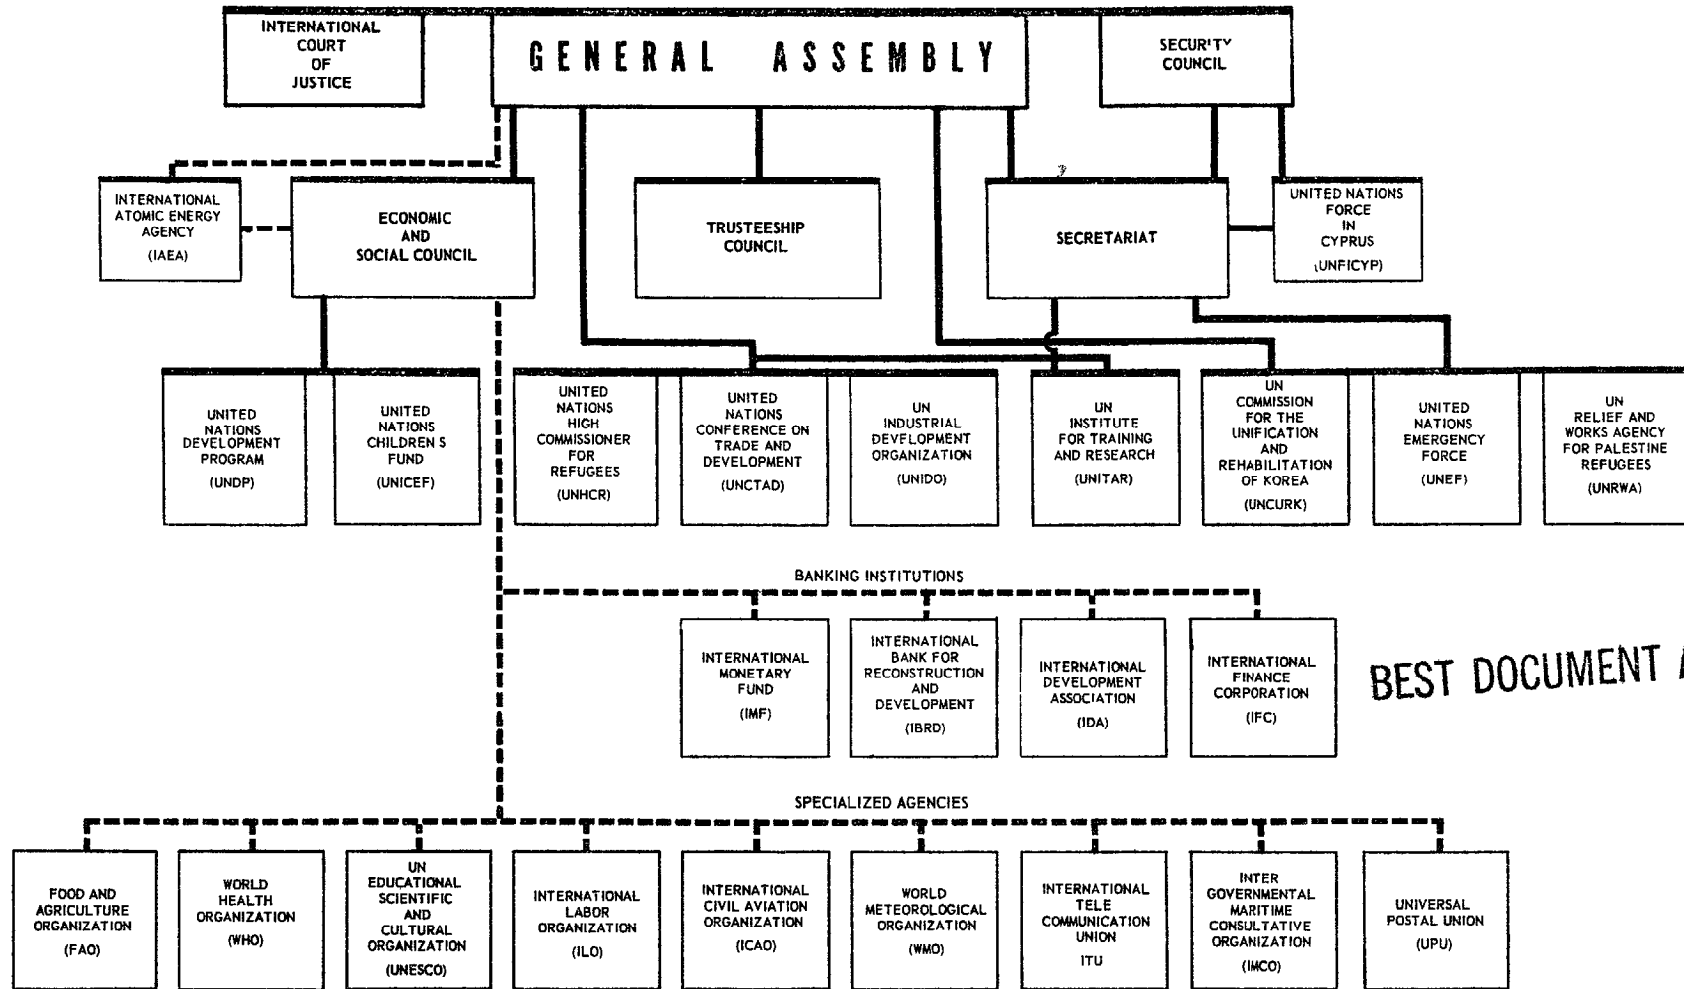 INTERNATIONAL
COURT
OF
JUSTICE
GENERAL ASSEMBLY
SECURITY
COUNCIL
INTERNATIONAL
ATOMIC ENERGY
AGENCY
(IAEA)
ECONOMIC
AND
SOCIAL COUNCIL
TRUSTEESHIP
COUNCIL
SECRETARIAT
UNITED NATIONS
FORCE
IN
CYPRUS
(UNFICYP)
UNITED
NATIONS
DEVELOPMENT
PROGRAM
(UNDP)
UNITED
NATIONS
CHILDREN S
FUND
(UNICEF)
UNITED
NATIONS
HIGH
COMMISSIONER
FOR
REFUGEES
(UNHCR)
UNITED
NATIONS
CONFERENCE ON
TRADE AND
DEVELOPMENT
(UNCTAD)
UN
INDUSTRIAL
DEVELOPMENT
ORGANIZATION
(UNIDO)
UN
INSTITUTE
FOR TRAINING
AND RESEARCH
(UNITAR)
UN
COMMISSION
FOR THE
UNIFICATION
AND
REHABILITATION
OF KOREA
(UNCURK)
UNITED
NATIONS
EMERGENCY
FORCE
(UNEF)
UN
RELIEF AND
WORKS AGENCY
FOR PALESTINE
REFUGEES
(UNRWA)
BANKING INSTITUTIONS
INTERNATIONAL
MONETARY
FUND
(IMF)
INTERNATIONAL
BANK FOR
RECONSTRUCTION
AND
DEVELOPMENT
(IBRD)
INTERNATIONAL
DEVELOPMENT
ASSOCIATION
(IDA)
INTERNATIONAL
FINANCE
CORPORATION
(IFC)
BEST DOCUMENT
SPECIALIZED AGENCIES
FOOD AND
AGRICULTURE
ORGANIZATION
(FAO)
WORLD
HEALTH
ORGANIZATION
(WHO)
UN
EDUCATIONAL
SCIENTIFIC
AND
CULTURAL
ORGANIZATION
(UNESCO)
INTERNATIONAL
LABOR
ORGANIZATION
(ILO)
INTERNATIONAL
CIVIL AVIATION
ORGANIZATION
(ICAO)
WORLD
METEOROLOGICAL
ORGANIZATION
(WMO)
INTERNATIONAL
TELE
COMMUNICATION
UNION
ITU
INTER
GOVERNMENTAL
MARITIME
CONSULTATIVE
ORGANIZATION
(IMCO)
UNIVERSAL
POSTAL UNION
(UPU)